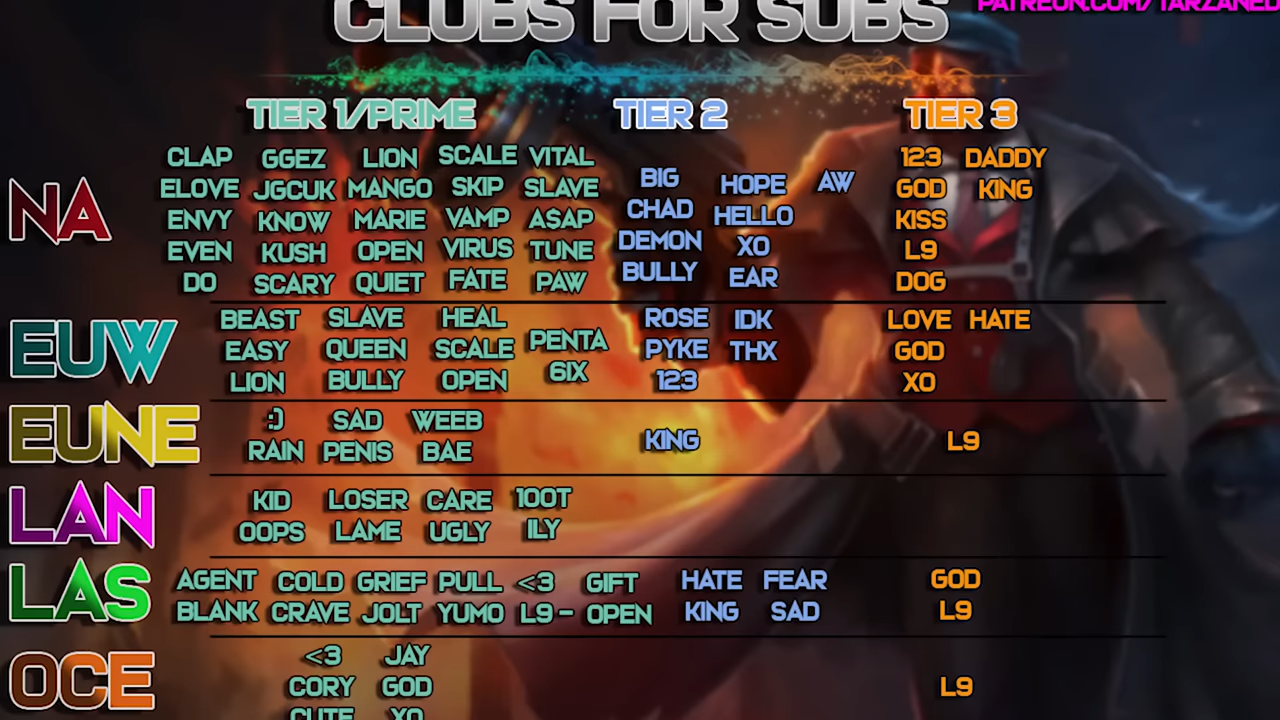 CLUBS FOR SUBS
PATREON.COM/TARZANED
TIER 1/PRIME TIER 2 TIER 3
NA
CLAP GGEZ LION SCALE VITAL
ELOVE JGCUK MANGO SKIP SLAVE
ENVY KNOW MARIE VAMP A$AP
EVEN KUSH OPEN VIRUS TUNE
DO SCARY QUIET FATE PAW
BIG HOPE AW
CHAD HELLO
DEMON XO
BULLY EAR
123 DADDY
GOD KING
KISS
L9
DOG
EUW
BEAST SLAVE HEAL PENTA
EASY QUEEN SCALE 6IX
LION BULLY OPEN
ROSE IDK
PYKE THX
123
LOVE HATE
GOD
XO
EUNE
:) SAD WEEB
RAIN PENIS BAE
KING
L9
LAN
KID LOSER CARE 100T
OOPS LAME UGLY ILY
LAS
AGENT COLD GRIEF PULL <3 GIFT
BLANK CRAVE JOLT YUMO L9 - OPEN
HATE FEAR
KING SAD
GOD
L9
OCE
<3 JAY
CORY GOD
CUTE XO
L9